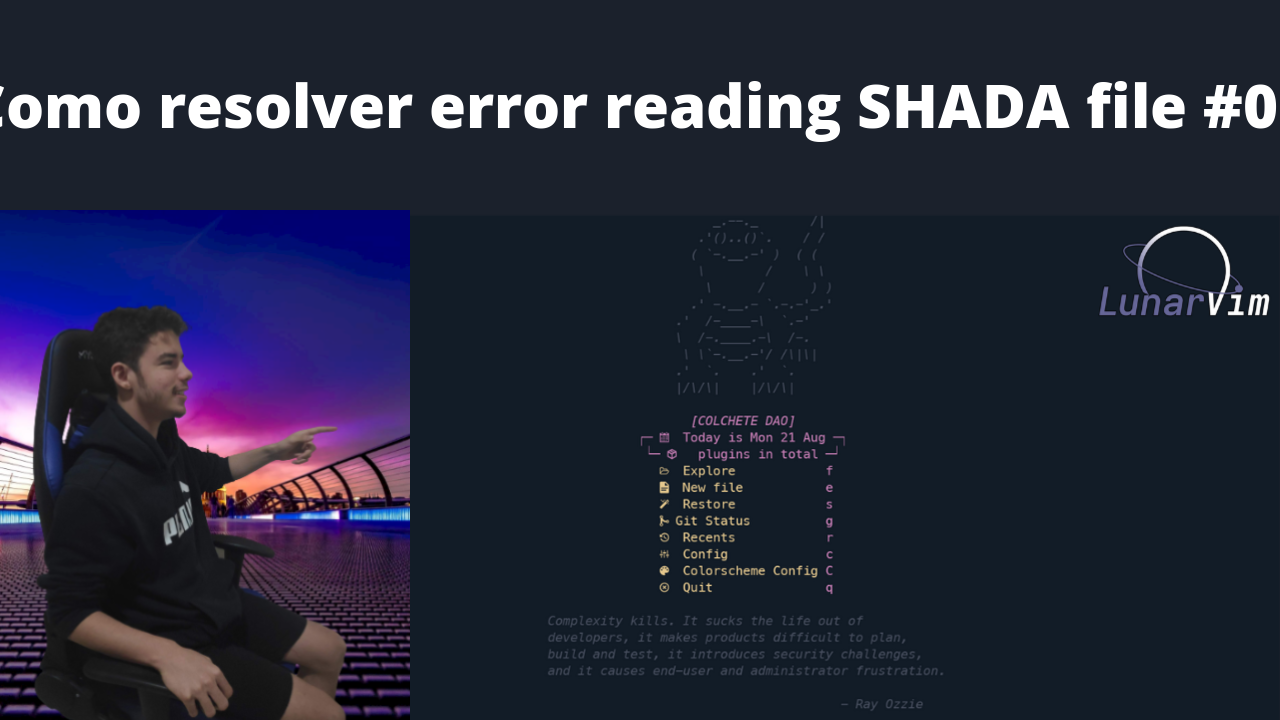 Como resolver error reading SHADA file #0
LunarVim
[COLCHETE DAO]
Today is Mon 21 Aug
plugins in total
Explore f
New file e
Restore s
Git Status g
Recents r
Config c
Colorscheme Config C
Quit q
Complexity kills. It sucks the life out of
developers, it makes products difficult to plan,
build and test, it introduces security challenges,
and it causes end-user and administrator frustration.
— Ray Ozzie